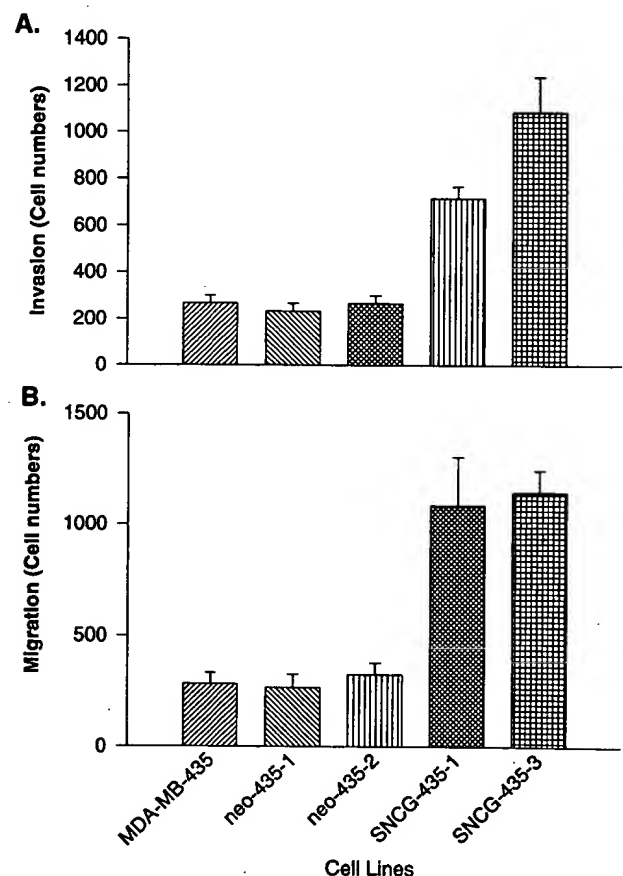 A.
Invasion (Cell numbers)
1400
1200
1000
800
600
400
200
0
B.
Migration (Cell numbers)
1500
1000
500
0
MDA-MB-435
neo-435-1
neo-435-2
SNCG-435-1
SNCG-435-3
Cell Lines